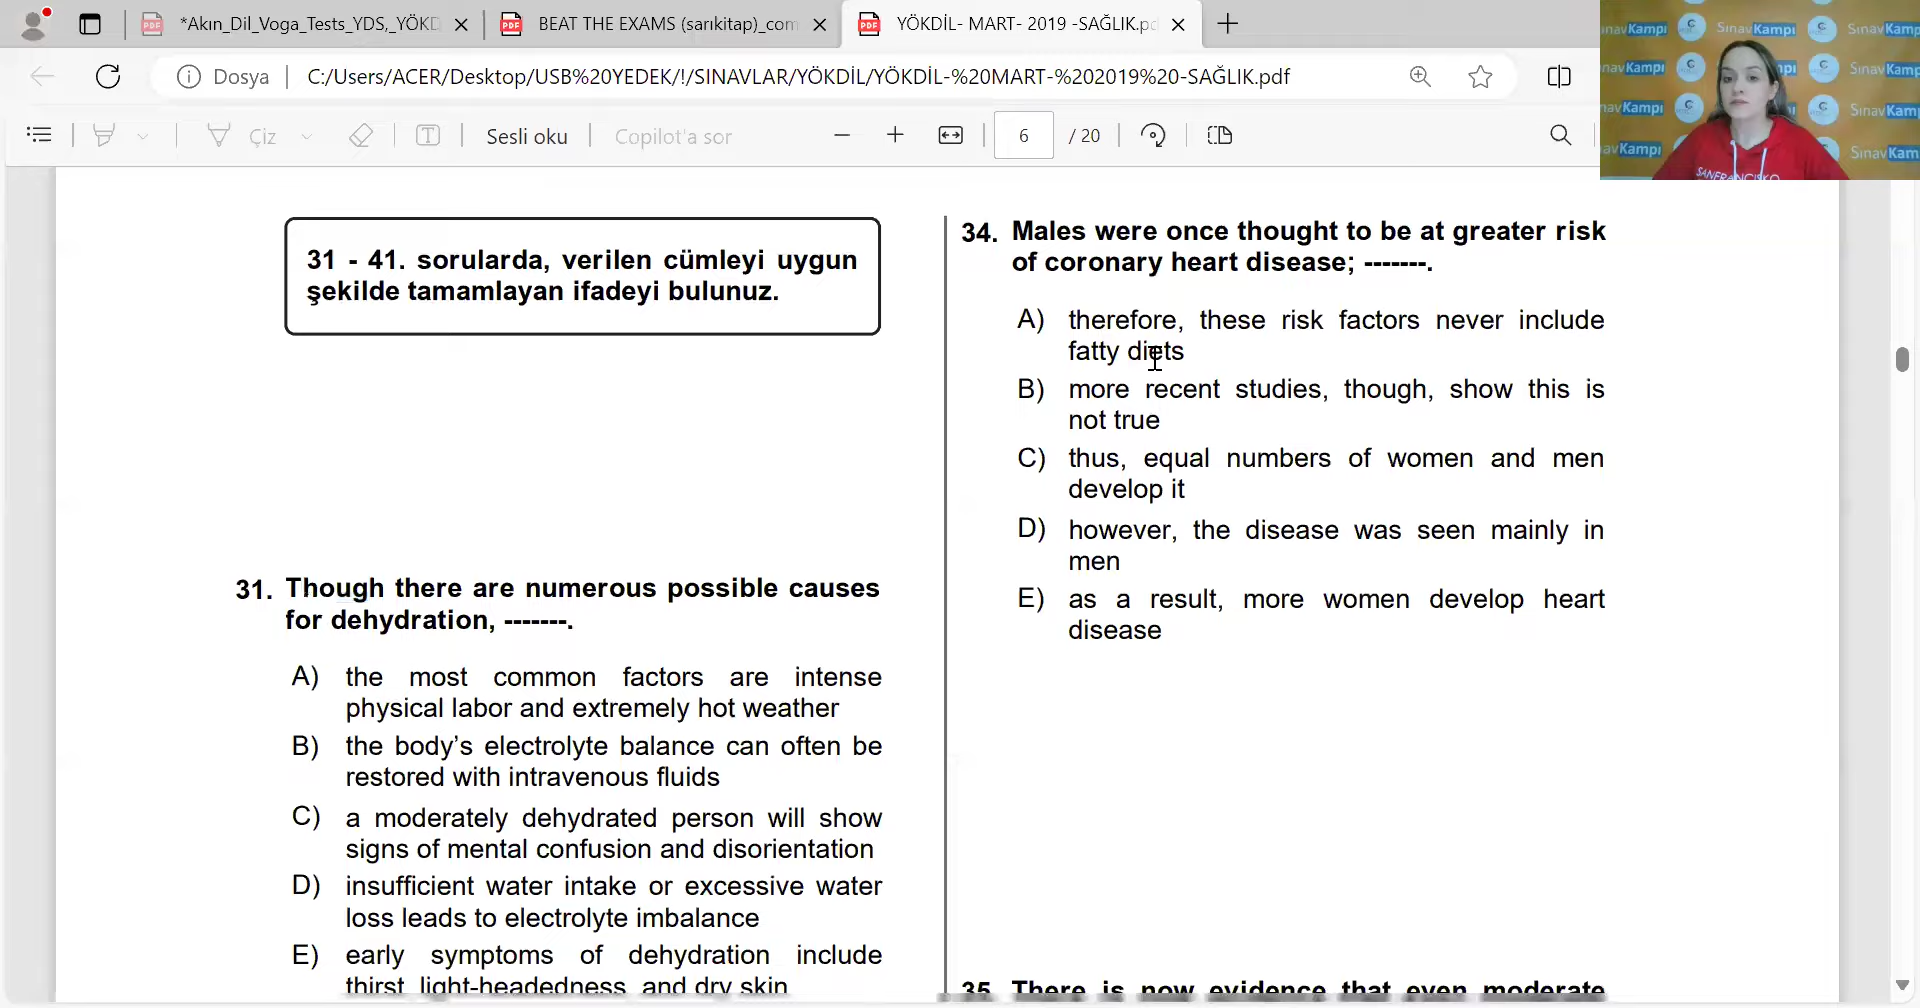 *Akın_Dil_Voga_Tests_YDS,_YÖKD
BEAT THE EXAMS (sarıkitap)_com
YÖKDİL- MART- 2019 -SAĞLIK.pd
Dosya
C:/Users/ACER/Desktop/USB%20YEDEK/!/SINAVLAR/YÖKDİL/YÖKDİL-%20MART-%202019%20-SAĞLIK.pdf
Çiz
Sesli oku
Copilot'a sor
6
/ 20
SınavKampı
SANFRANCISKO
31 - 41. sorularda, verilen cümleyi uygun
şekilde tamamlayan ifadeyi bulunuz.
31. Though there are numerous possible causes
for dehydration, -------.
A) the most common factors are intense
physical labor and extremely hot weather
B) the body's electrolyte balance can often be
restored with intravenous fluids
C) a moderately dehydrated person will show
signs of mental confusion and disorientation
D) insufficient water intake or excessive water
loss leads to electrolyte imbalance
E) early symptoms of dehydration include
thirst, light-headedness, and dry skin
34. Males were once thought to be at greater risk
of coronary heart disease; -------.
A) therefore, these risk factors never include
fatty diets
B) more recent studies, though, show this is
not true
C) thus, equal numbers of women and men
develop it
D) however, the disease was seen mainly in
men
E) as a result, more women develop heart
disease
35. There is now evidence that even moderate